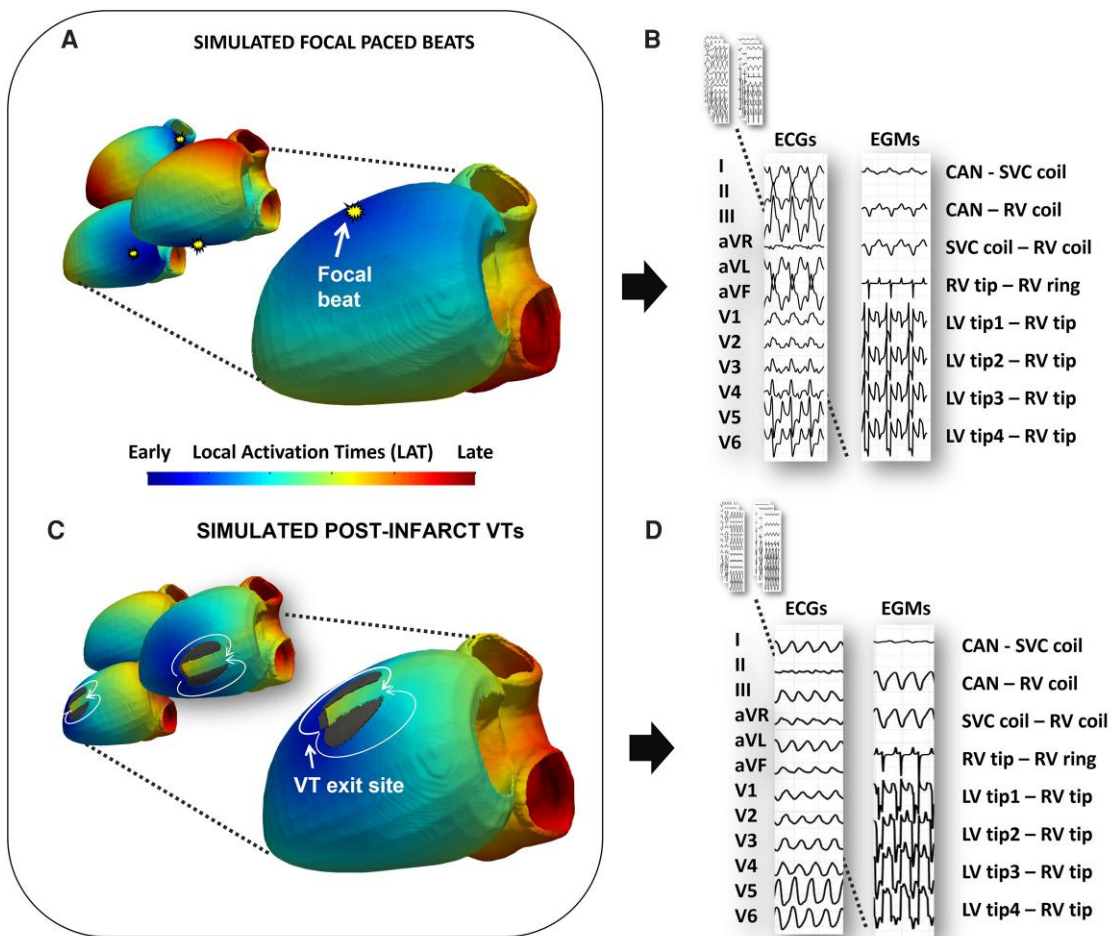 A
SIMULATED FOCAL PACED BEATS
Focal
beat
Early Local Activation Times (LAT) Late
B
ECGs
EGMs
I
II
III
aVR
aVL
aVF
V1
V2
V3
V4
V5
V6
CAN - SVC coil
CAN – RV coil
SVC coil – RV coil
RV tip – RV ring
LV tip1 – RV tip
LV tip2 – RV tip
LV tip3 – RV tip
LV tip4 – RV tip
C
SIMULATED POST-INFARCT VTs
VT exit site
D
ECGs
EGMs
I
II
III
aVR
aVL
aVF
V1
V2
V3
V4
V5
V6
CAN - SVC coil
CAN – RV coil
SVC coil – RV coil
RV tip – RV ring
LV tip1 – RV tip
LV tip2 – RV tip
LV tip3 – RV tip
LV tip4 – RV tip